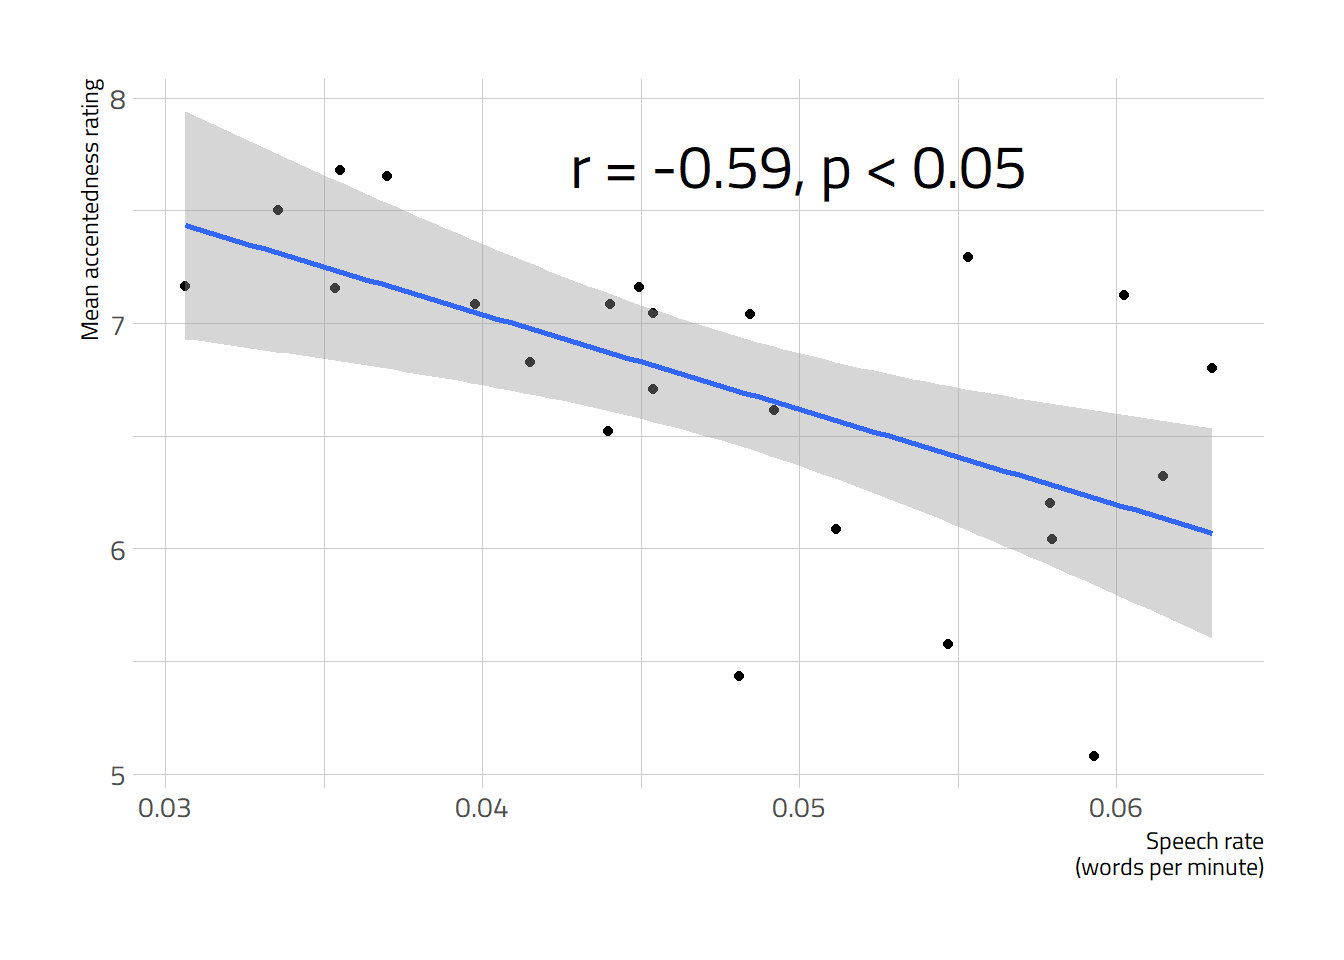 Mean accentedness rating
r = -0.59, p < 0.05
8
7
6
5
0.03 0.04 0.05 0.06
Speech rate
(words per minute)